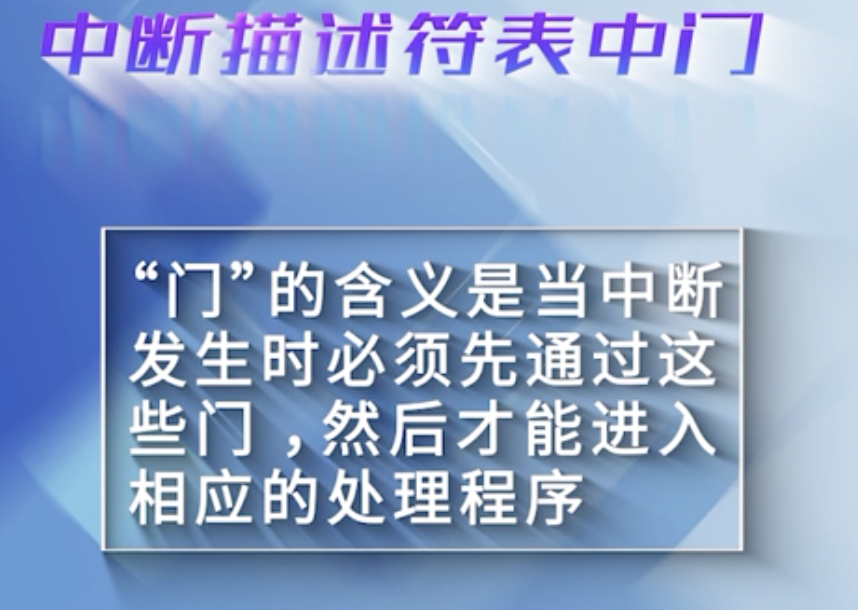 中断描述符表中门
“门”的含义是当中断
发生时必须先通过这
些门，然后才能进入
相应的处理程序